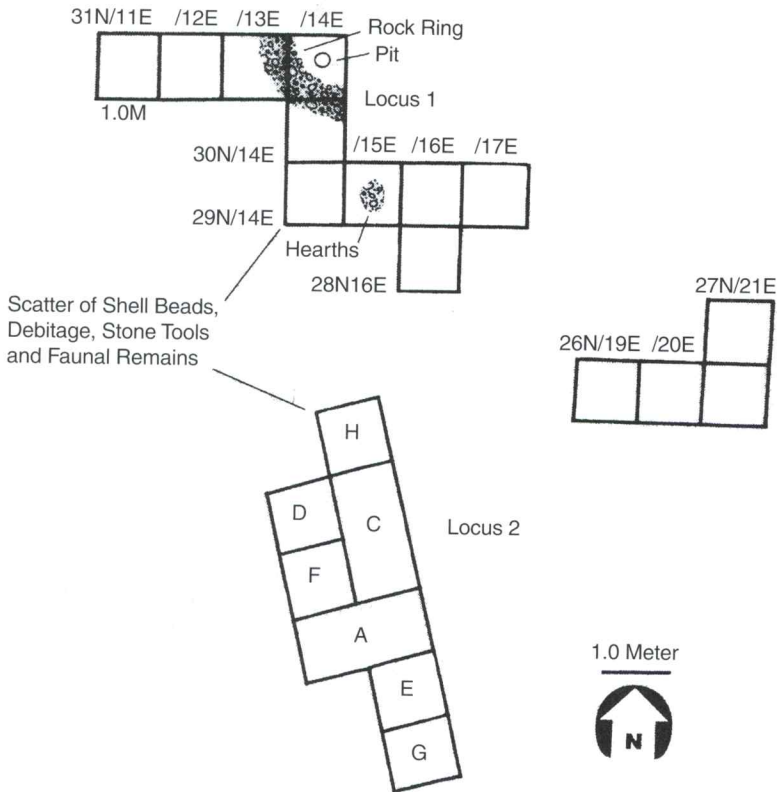 31N/11E /12E /13E /14E
Rock Ring
Pit
Locus 1
1.0M
30N/14E
/15E /16E /17E
29N/14E
Hearths
28N16E
27N/21E
Scatter of Shell Beads,
Debitage, Stone Tools
and Faunal Remains
26N/19E /20E
H
D
C
Locus 2
F
A
E
G
1.0 Meter
N